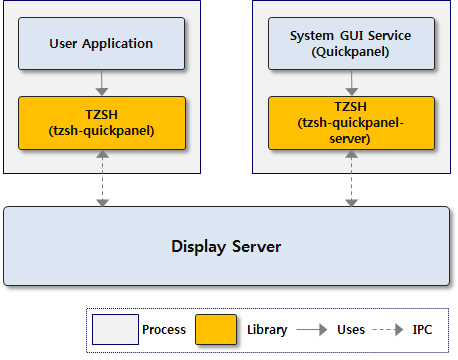 User Application
TZSH
(tzsh-quickpanel)
System GUI Service
(Quickpanel)
TZSH
(tzsh-quickpanel-
server)
Display Server
Process Library Uses IPC